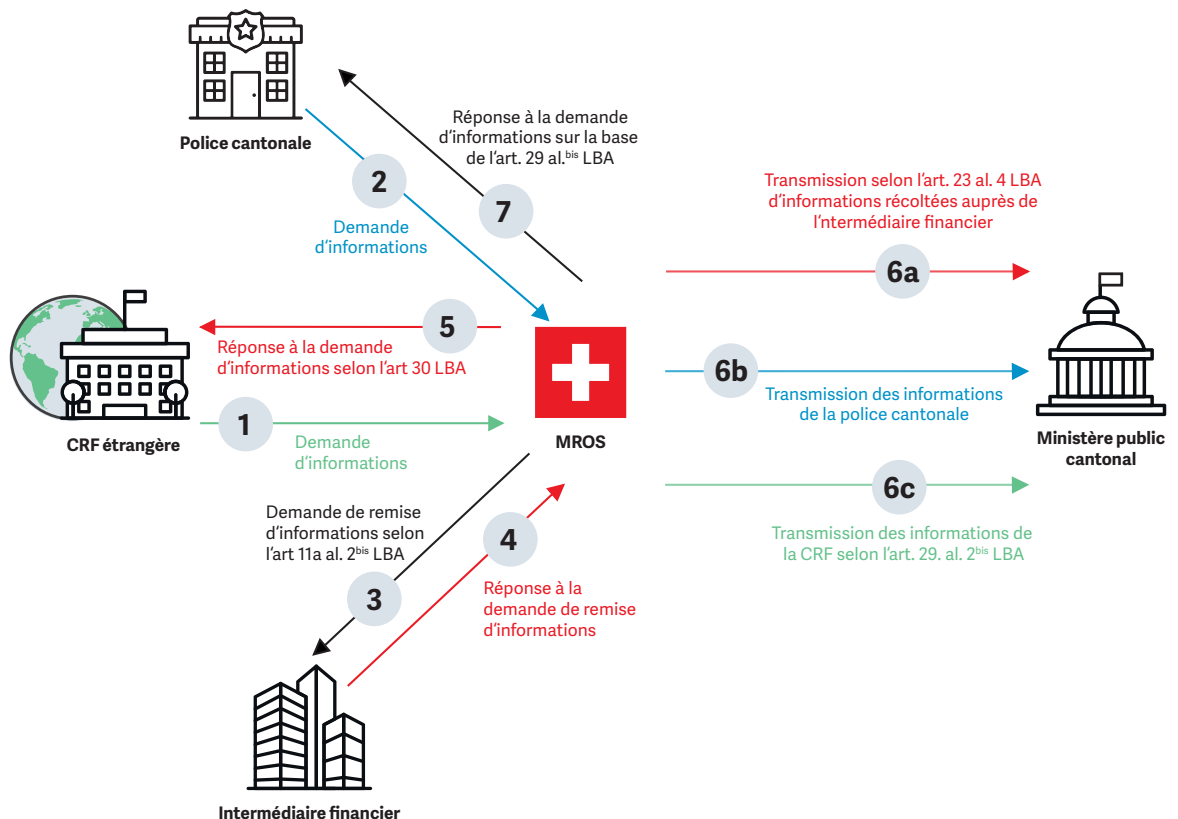 Police cantonale
Réponse à la demande
d'informations sur la base
de l'art. 29 al.bis LBA
2
7
Demande
d'informations
Transmission selon l'art. 23 al. 4 LBA
d'informations récoltées auprès de
l'ntermédiaire financier
6a
5
Réponse à la demande
d'informations selon l'art 30 LBA
6b
Transmission des informations
de la police cantonale
CRF étrangère
1
Demande
d'informations
MROS
Ministère public
cantonal
6c
Transmission des informations de
la CRF selon l'art. 29. al. 2bis LBA
Demande de remise
d'informations selon
l'art 11a al. 2bis LBA
4
3
Réponse à la
demande de remise
d'informations
Intermédiaire financier